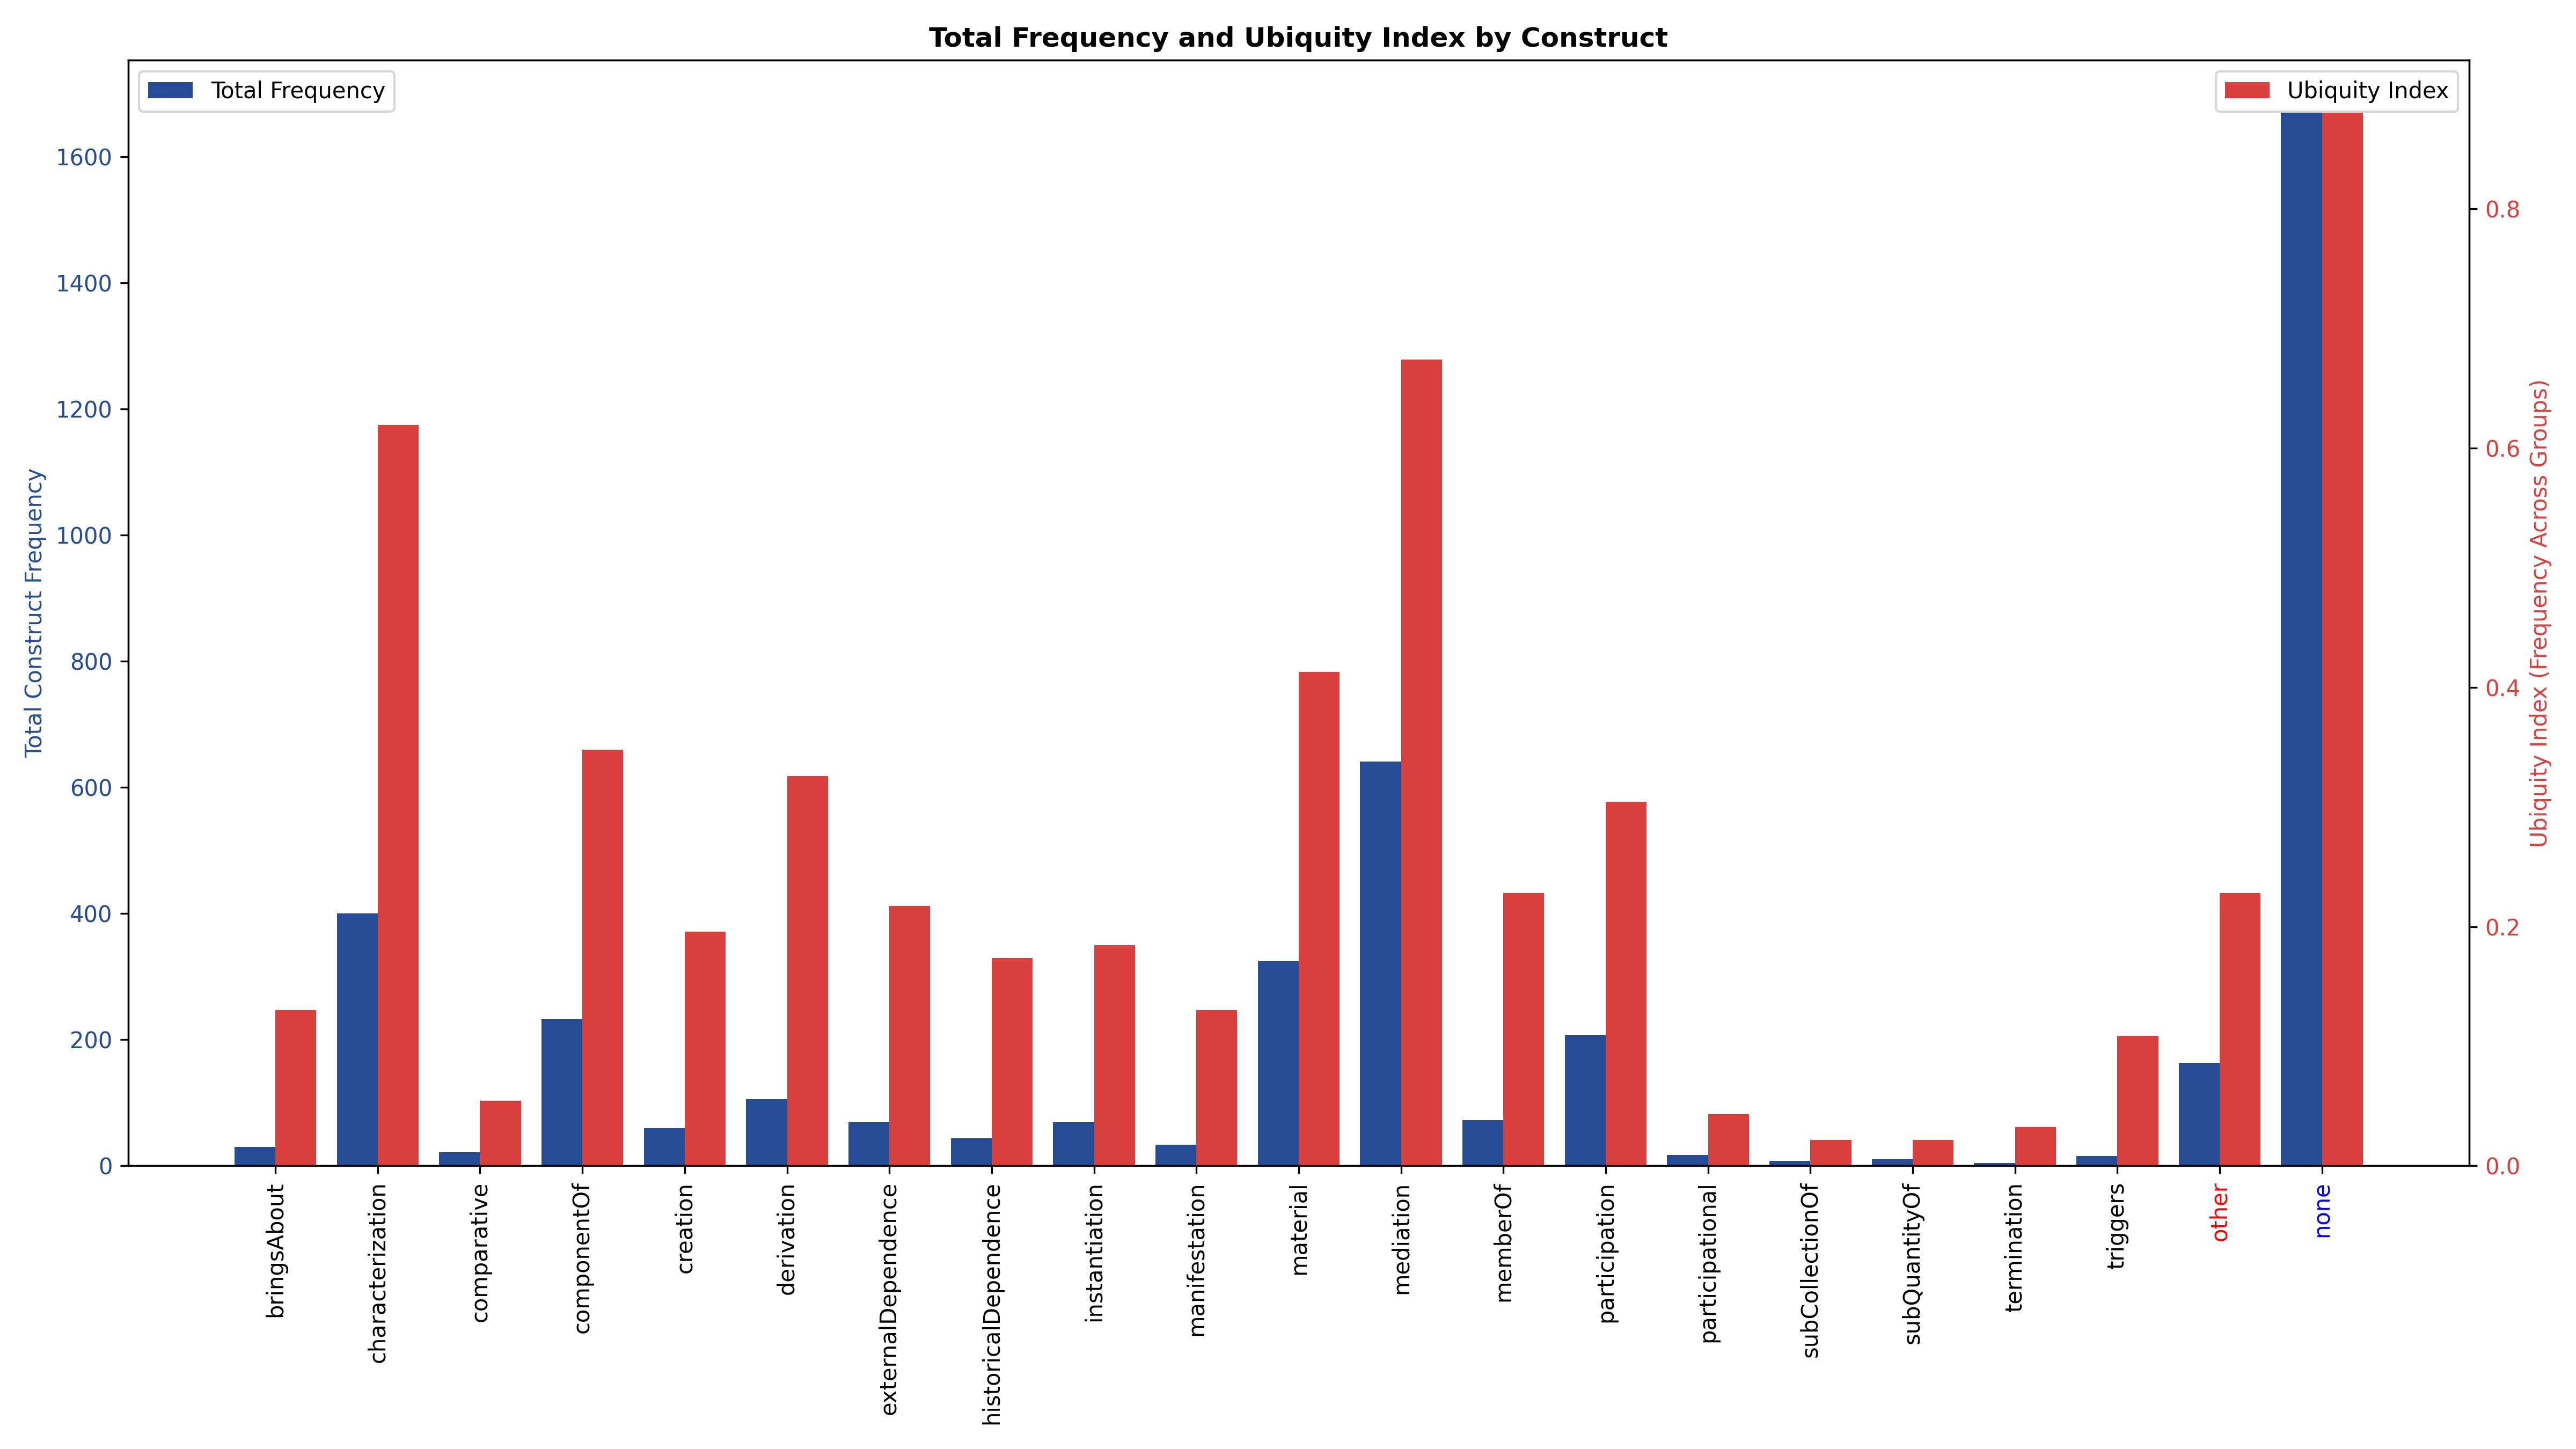 Total Frequency and Ubiquity Index by Construct
Total Frequency
Ubiquity Index
Total Construct Frequency
1600
1400
1200
1000
800
600
400
200
0
0.8
0.6
0.4
0.2
0.0
Ubiquity Index (Frequency Across Groups)
bringsAbout
characterization
comparative
componentOf
creation
derivation
externalDependence
historicalDependence
instantiation
manifestation
material
mediation
memberOf
participation
participational
subCollectionOf
subQuantityOf
termination
triggers
other
none